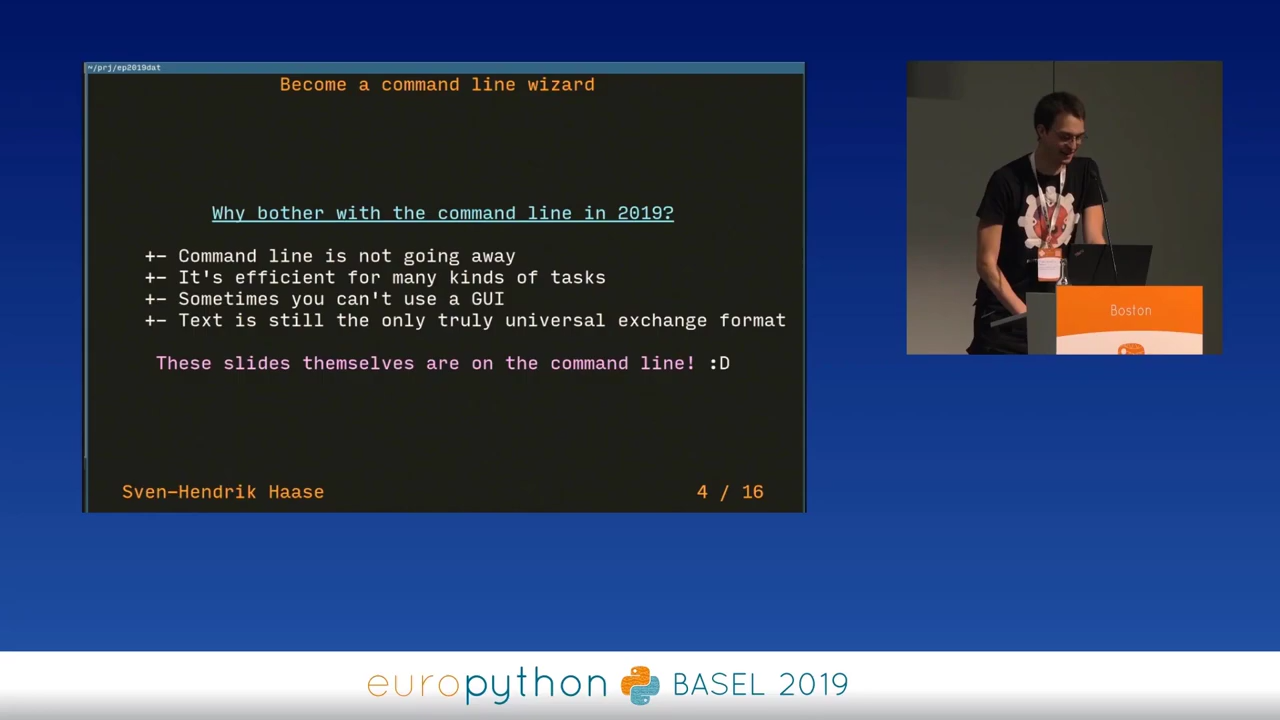 ~/prj/ep2019dat
Become a command line wizard
Why bother with the command line in 2019?
+– Command line is not going away
+– It's efficient for many kinds of tasks
+– Sometimes you can't use a GUI
+– Text is still the only truly universal exchange format
These slides themselves are on the command line! :D
Sven-Hendrik Haase
4 / 16
Boston
europython BASEL 2019